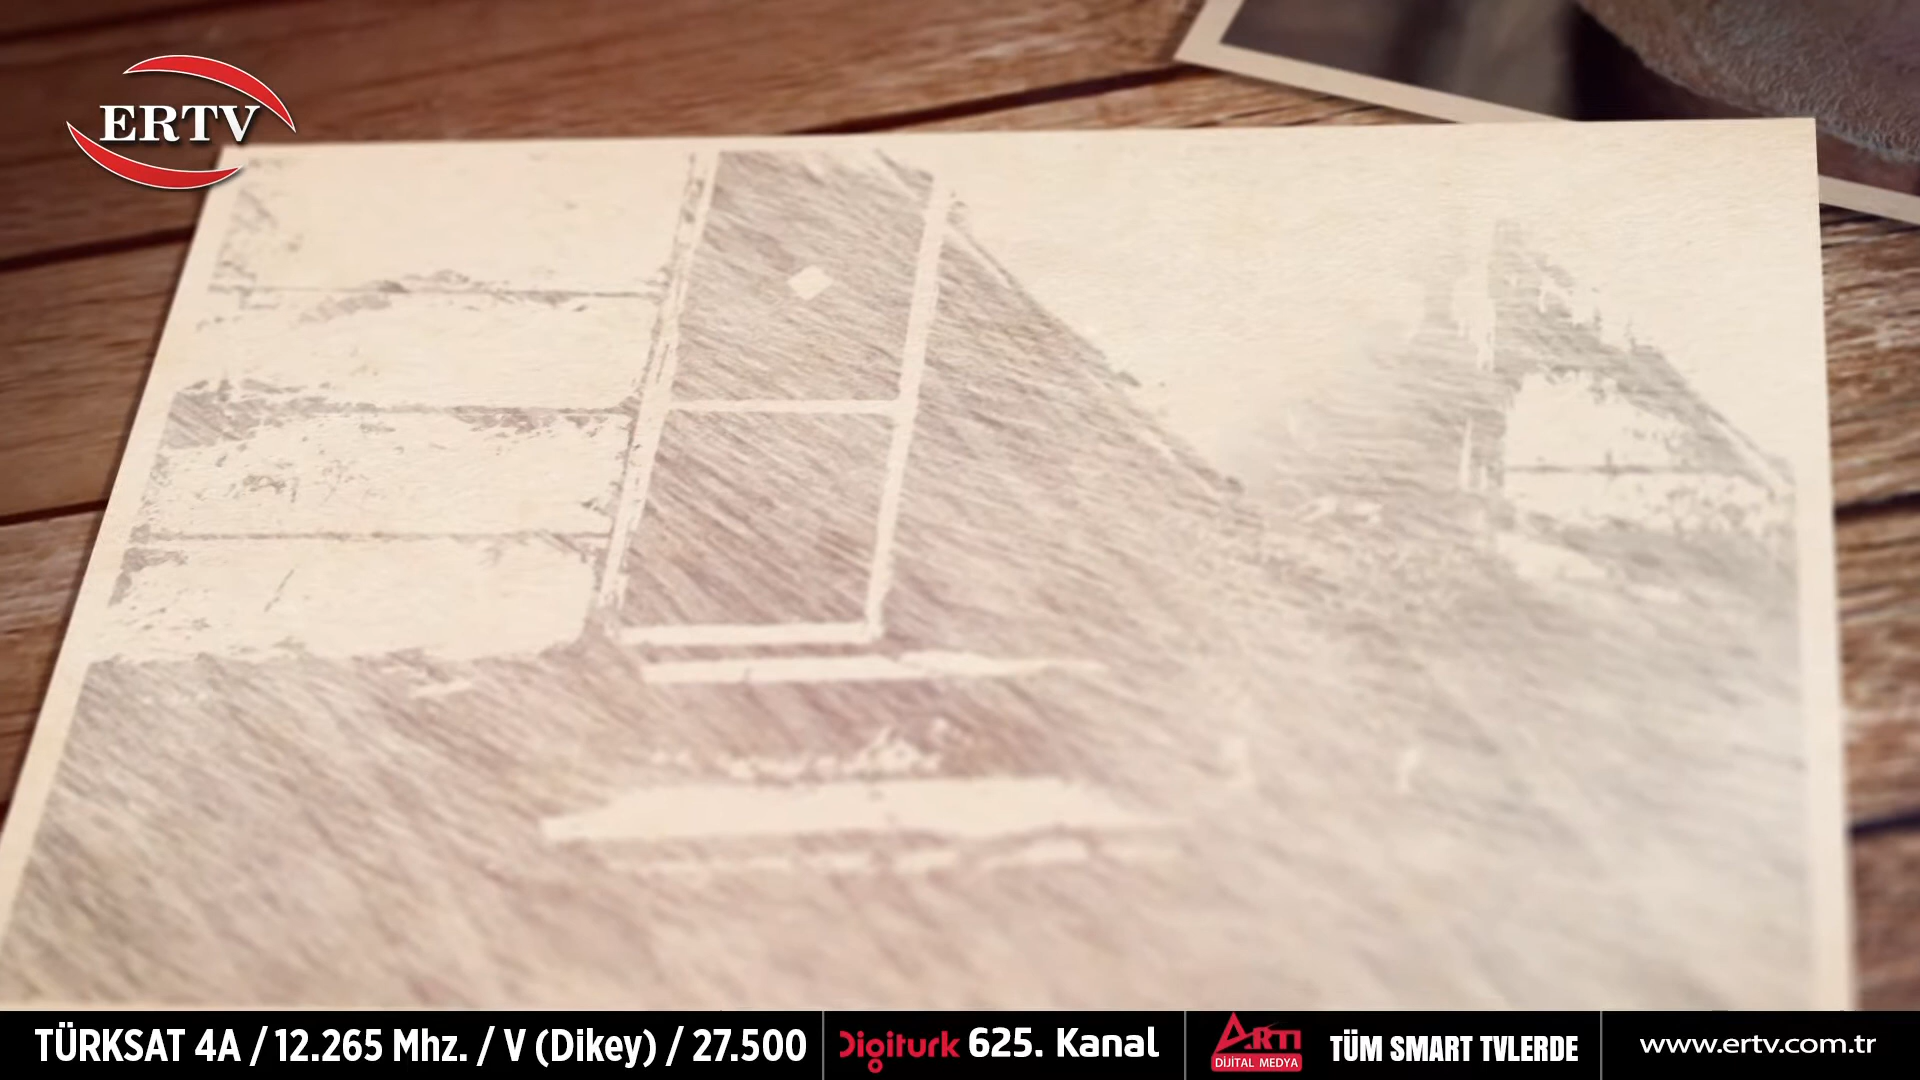 ERTV
TÜRKSAT 4A / 12.265 Mhz. / V (Dikey) / 27.500
Digiturk 625. Kanal
ARTI
DİJİTAL MEDYA
TÜM SMART TVLERDE
www.ertv.com.tr